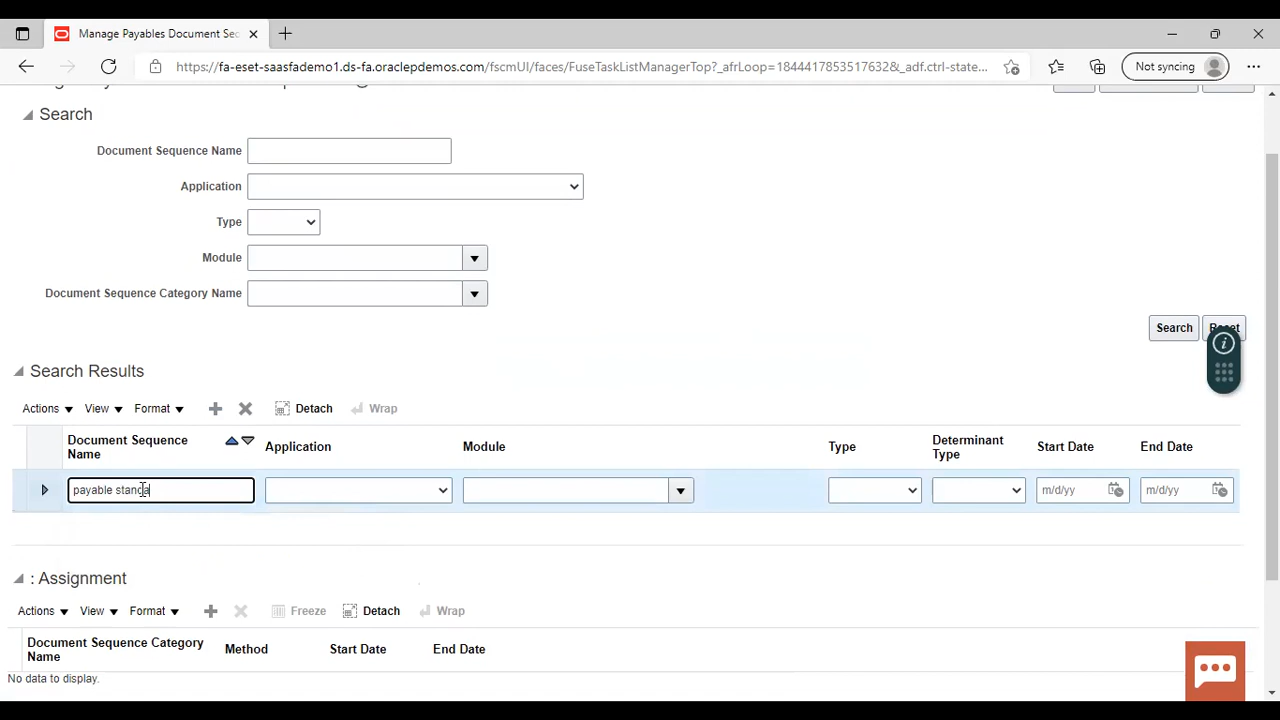 Manage Payables Document Sec
Not syncing
https://fa-eset-saasfademo1.ds-fa.oraclepdemos.com/fscmUI/faces/FuseTaskListManagerTop?_afrLoop=1844417853517632&_adf.ctrl-state...
Search
Document Sequence Name
Application
Type
Module
Document Sequence Category Name
Search
Reset
Search Results
Actions View Format Detach Wrap
Document Sequence Name Application Module Type Determinant Type Start Date End Date
payable standa m/d/yy m/d/yy
: Assignment
Actions View Format Freeze Detach Wrap
Document Sequence Category Name Method Start Date End Date
No data to display.